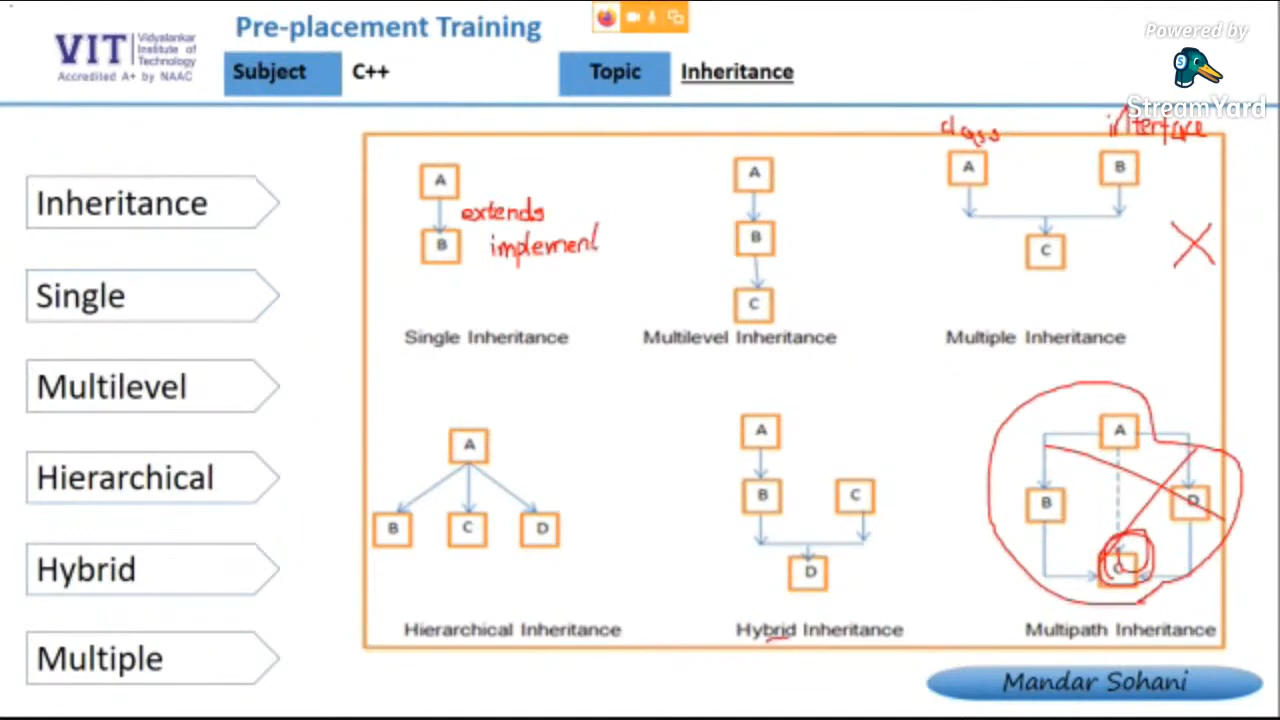 VIT
Vidyalankar
Institute of
Technology
Accredited A+ by NAAC
Pre-placement Training
Subject
C++
Topic
Inheritance
Powered by
StreamYard
Inheritance
Single
Multilevel
Hierarchical
Hybrid
Multiple
A
extends
implement
B
Single Inheritance
A
B
C
Multilevel Inheritance
class
interface
A
B
C
Multiple Inheritance
A
B
C
D
Hierarchical Inheritance
A
B
C
D
Hybrid Inheritance
A
B
D
C
Multipath Inheritance
Mandar Sohani